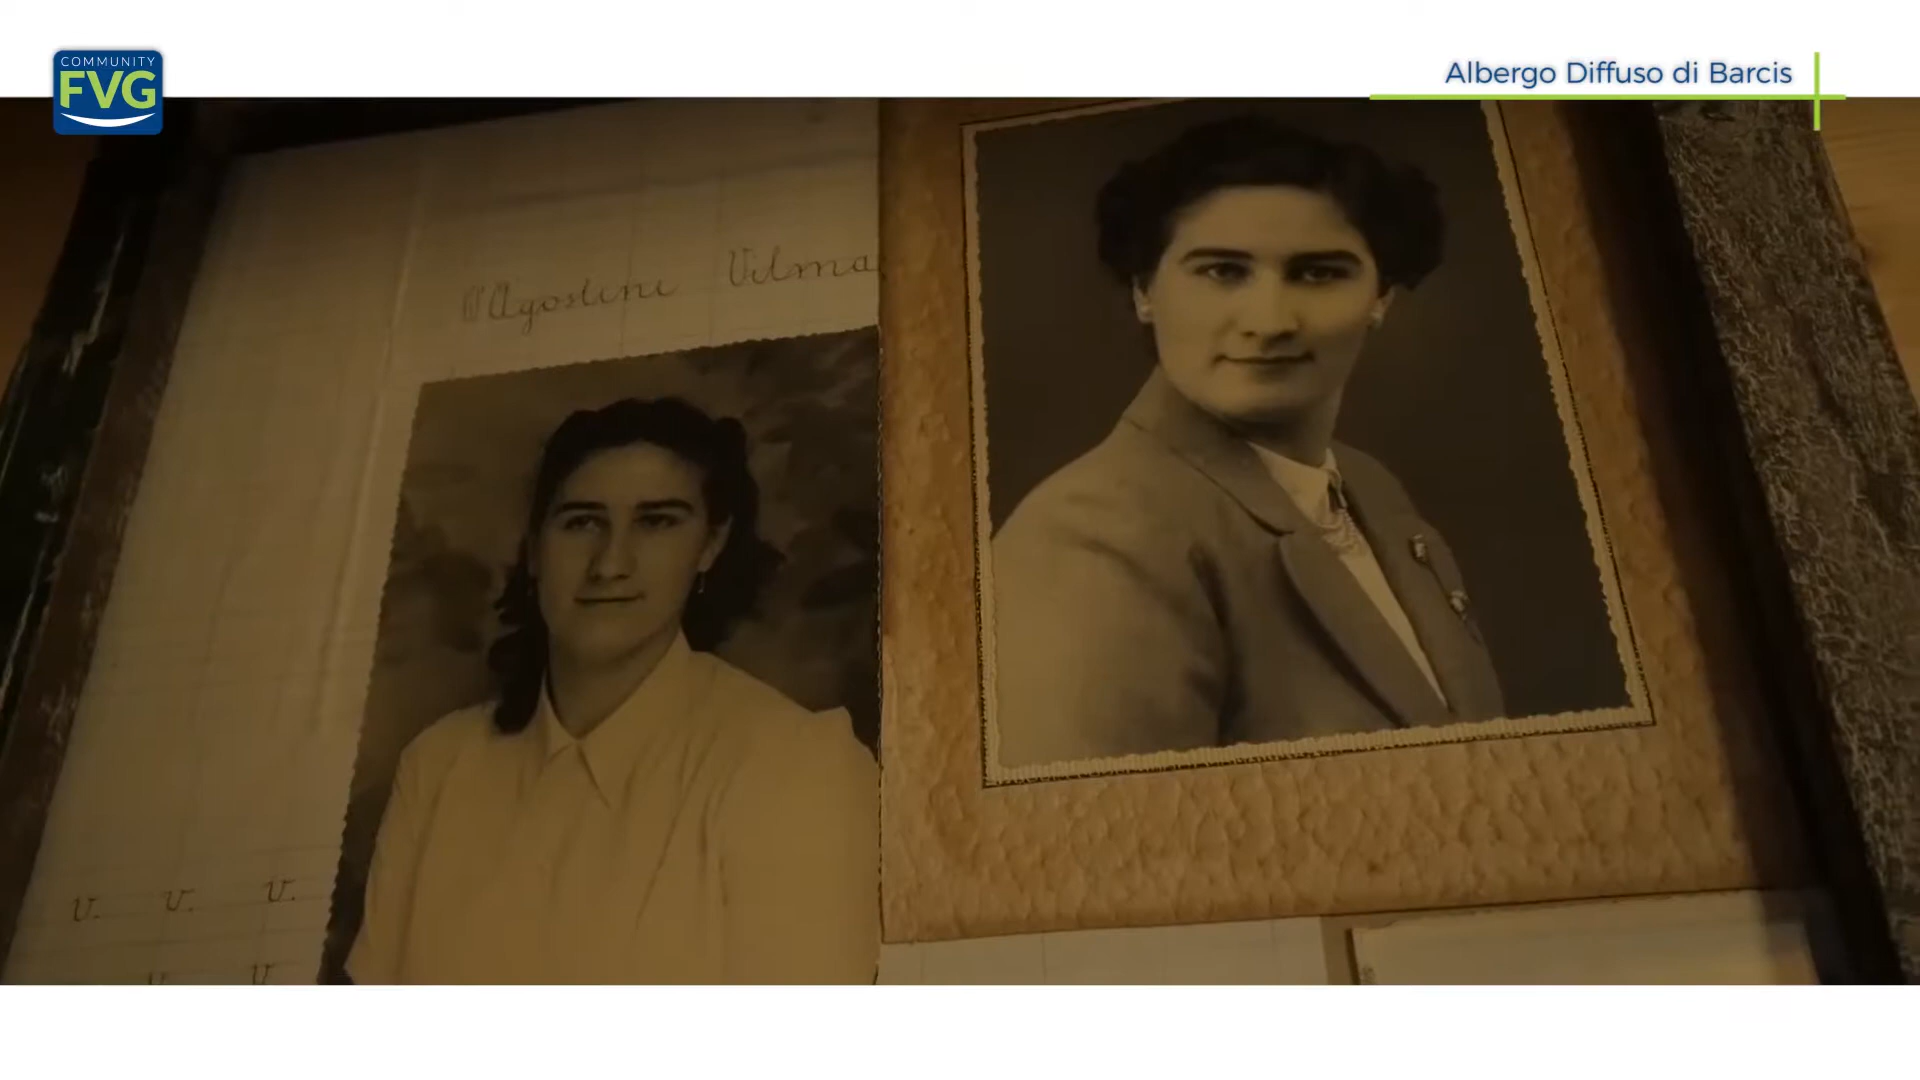 COMMUNITY
FVG
Albergo Diffuso di Barcis
D'Agostini Vilma
v. v. v.
v. v.